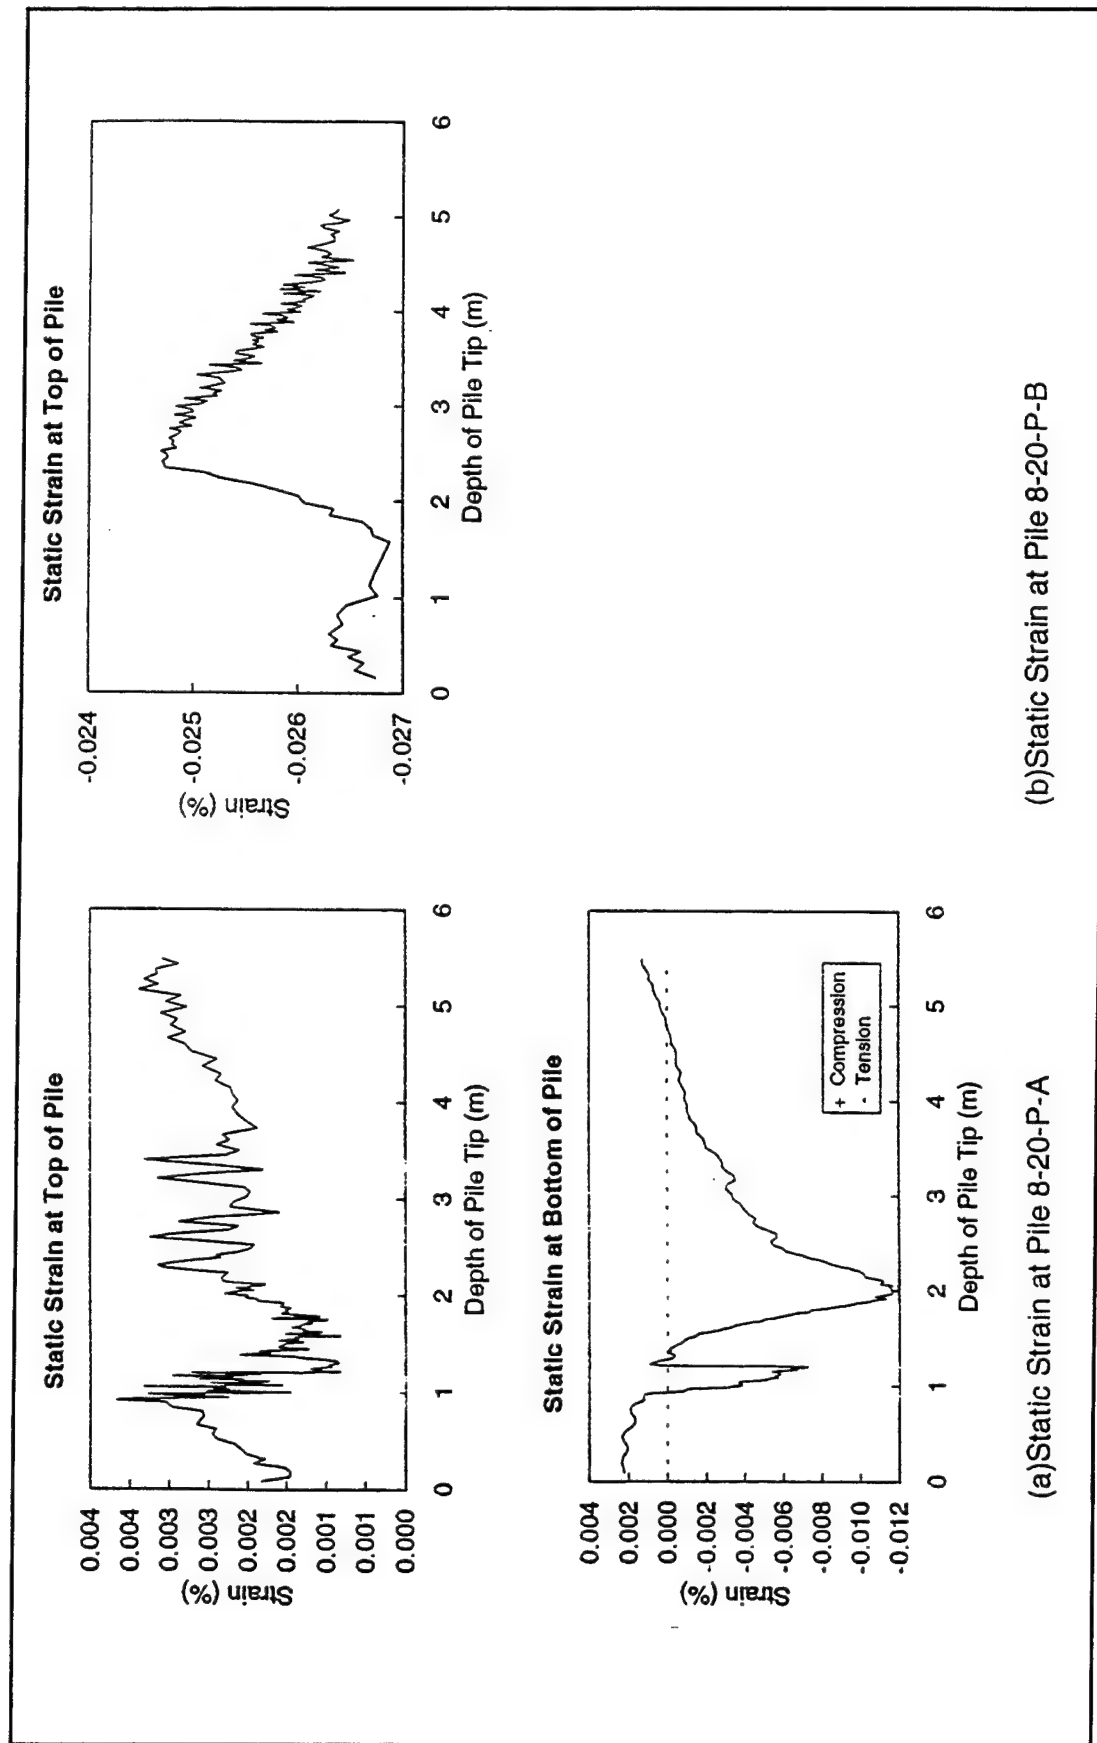 Static Strain at Top of Pile
0.004
0.004
0.003
0.003
0.002
0.002
0.001
0.001
0.000
Strain (%)
0 1 2 3 4 5 6
Depth of Pile Tip (m)
Static Strain at Bottom of Pile
0.004
0.002
0.000
-0.002
-0.004
-0.006
-0.008
-0.010
-0.012
Strain (%)
+ Compression
- Tension
0 1 2 3 4 5 6
Depth of Pile Tip (m)
(a)Static Strain at Pile 8-20-P-A
Static Strain at Top of Pile
-0.024
-0.025
-0.026
-0.027
Strain (%)
0 1 2 3 4 5 6
Depth of Pile Tip (m)
(b)Static Strain at Pile 8-20-P-B